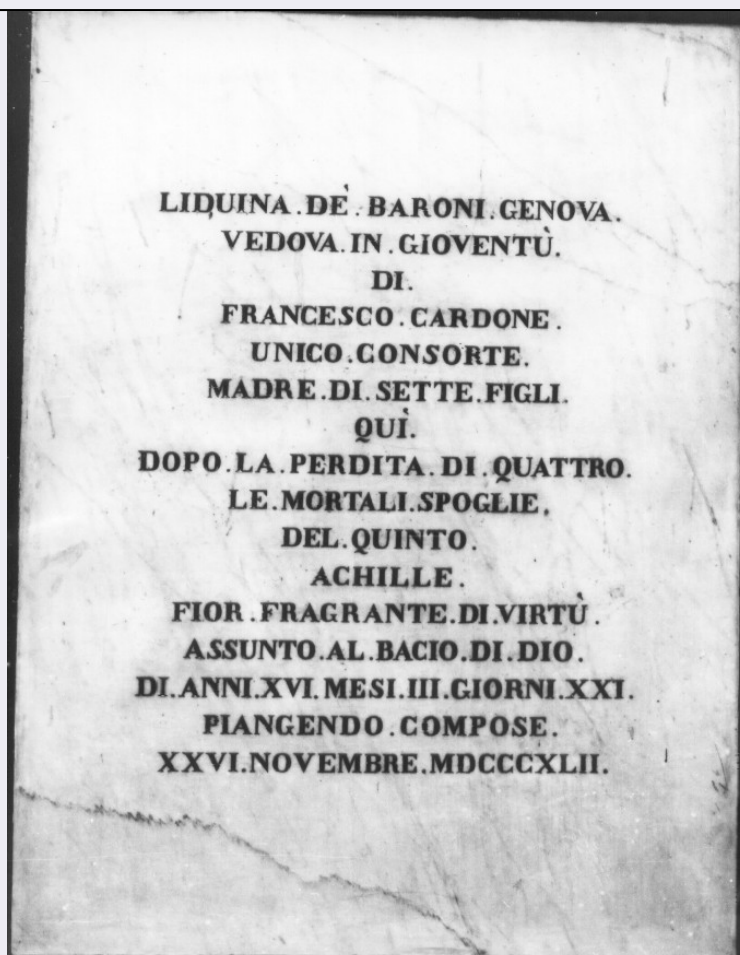 LIDUINA.DE̍.BARONI.GENOVA.
VEDOVA.IN.GIOVENTÙ.
DI.
FRANCESCO.CARDONE.
UNICO.CONSORTE.
MADRE.DI.SETTE.FIGLI.
QUÌ.
DOPO.LA.PERDITA.DI.QUATTRO.
LE.MORTALI.SPOGLIE.
DEL.QUINTO.
ACHILLE.
FIOR.FRAGRANTE.DI.VIRTÙ.
ASSUNTO.AL.BACIO.DI.DIO.
DI.ANNI.XVI.MESI.III.GIORNI.XXI.
PIANGENDO.COMPOSE.
XXVI.NOVEMBRE.MDCCCXLII.